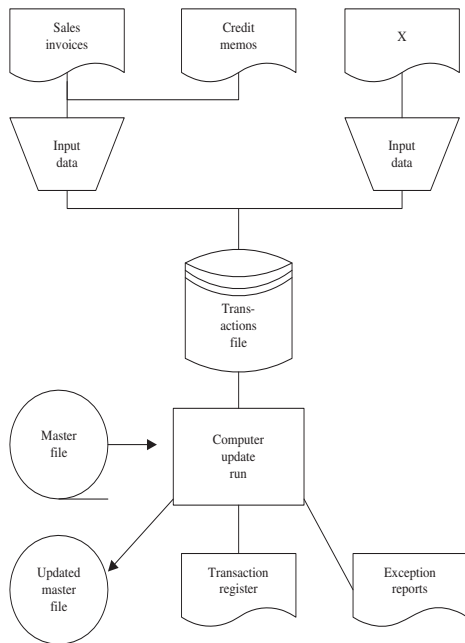 Sales
invoices
Credit
memos
X
Input
data
Input
data
Trans-
actions
file
Master
file
Computer
update
run
Updated
master
file
Transaction
register
Exception
reports